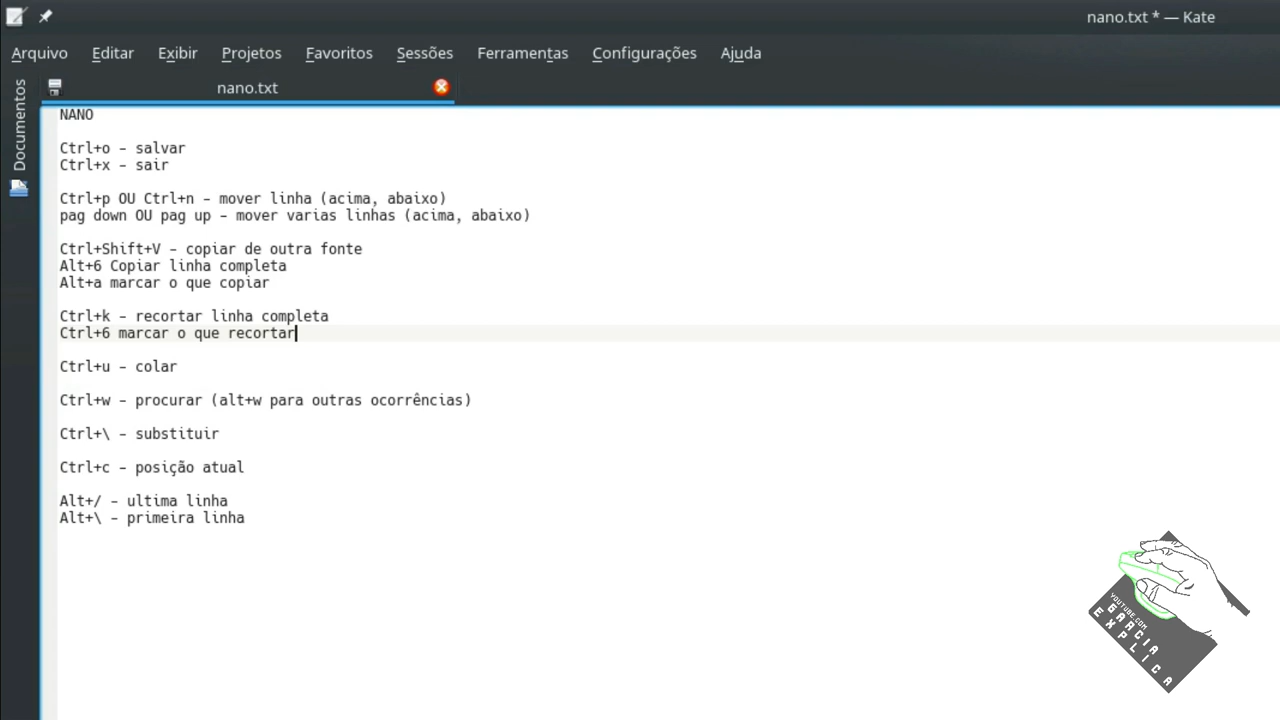 nano.txt * — Kate
Arquivo Editar Exibir Projetos Favoritos Sessões Ferramentas Configurações Ajuda
Documentos
nano.txt
NANO
Ctrl+o - salvar
Ctrl+x - sair
Ctrl+p OU Ctrl+n - mover linha (acima, abaixo)
pag down OU pag up - mover varias linhas (acima, abaixo)
Ctrl+Shift+V - copiar de outra fonte
Alt+6 Copiar linha completa
Alt+a marcar o que copiar
Ctrl+k - recortar linha completa
Ctrl+6 marcar o que recortar
Ctrl+u - colar
Ctrl+w - procurar (alt+w para outras ocorrências)
Ctrl+\ - substituir
Ctrl+c - posição atual
Alt+/ - ultima linha
Alt+\ - primeira linha
YOUTUBE.COM
GARCIA
EXPLICA